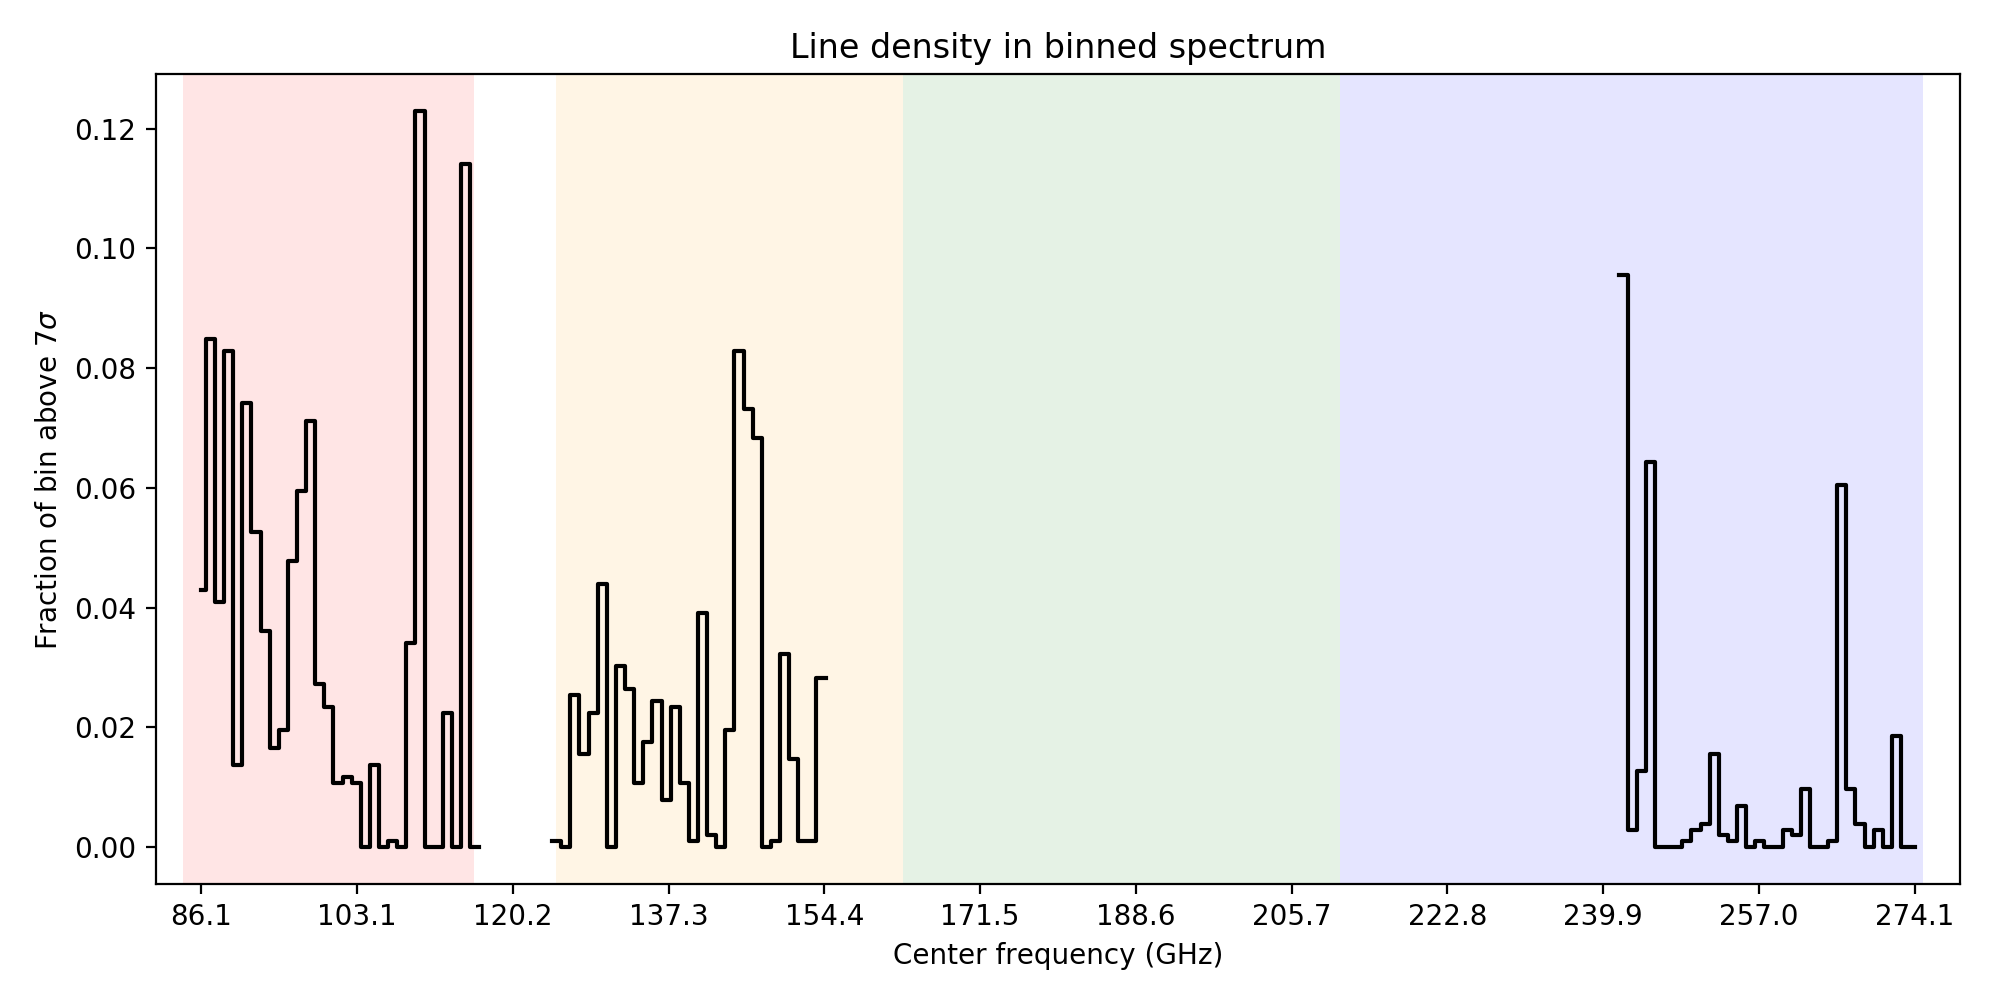 Line density in binned spectrum
Fraction of bin above 7σ
0.12
0.10
0.08
0.06
0.04
0.02
0.00
86.1 103.1 120.2 137.3 154.4 171.5 188.6 205.7 222.8 239.9 257.0 274.1
Center frequency (GHz)